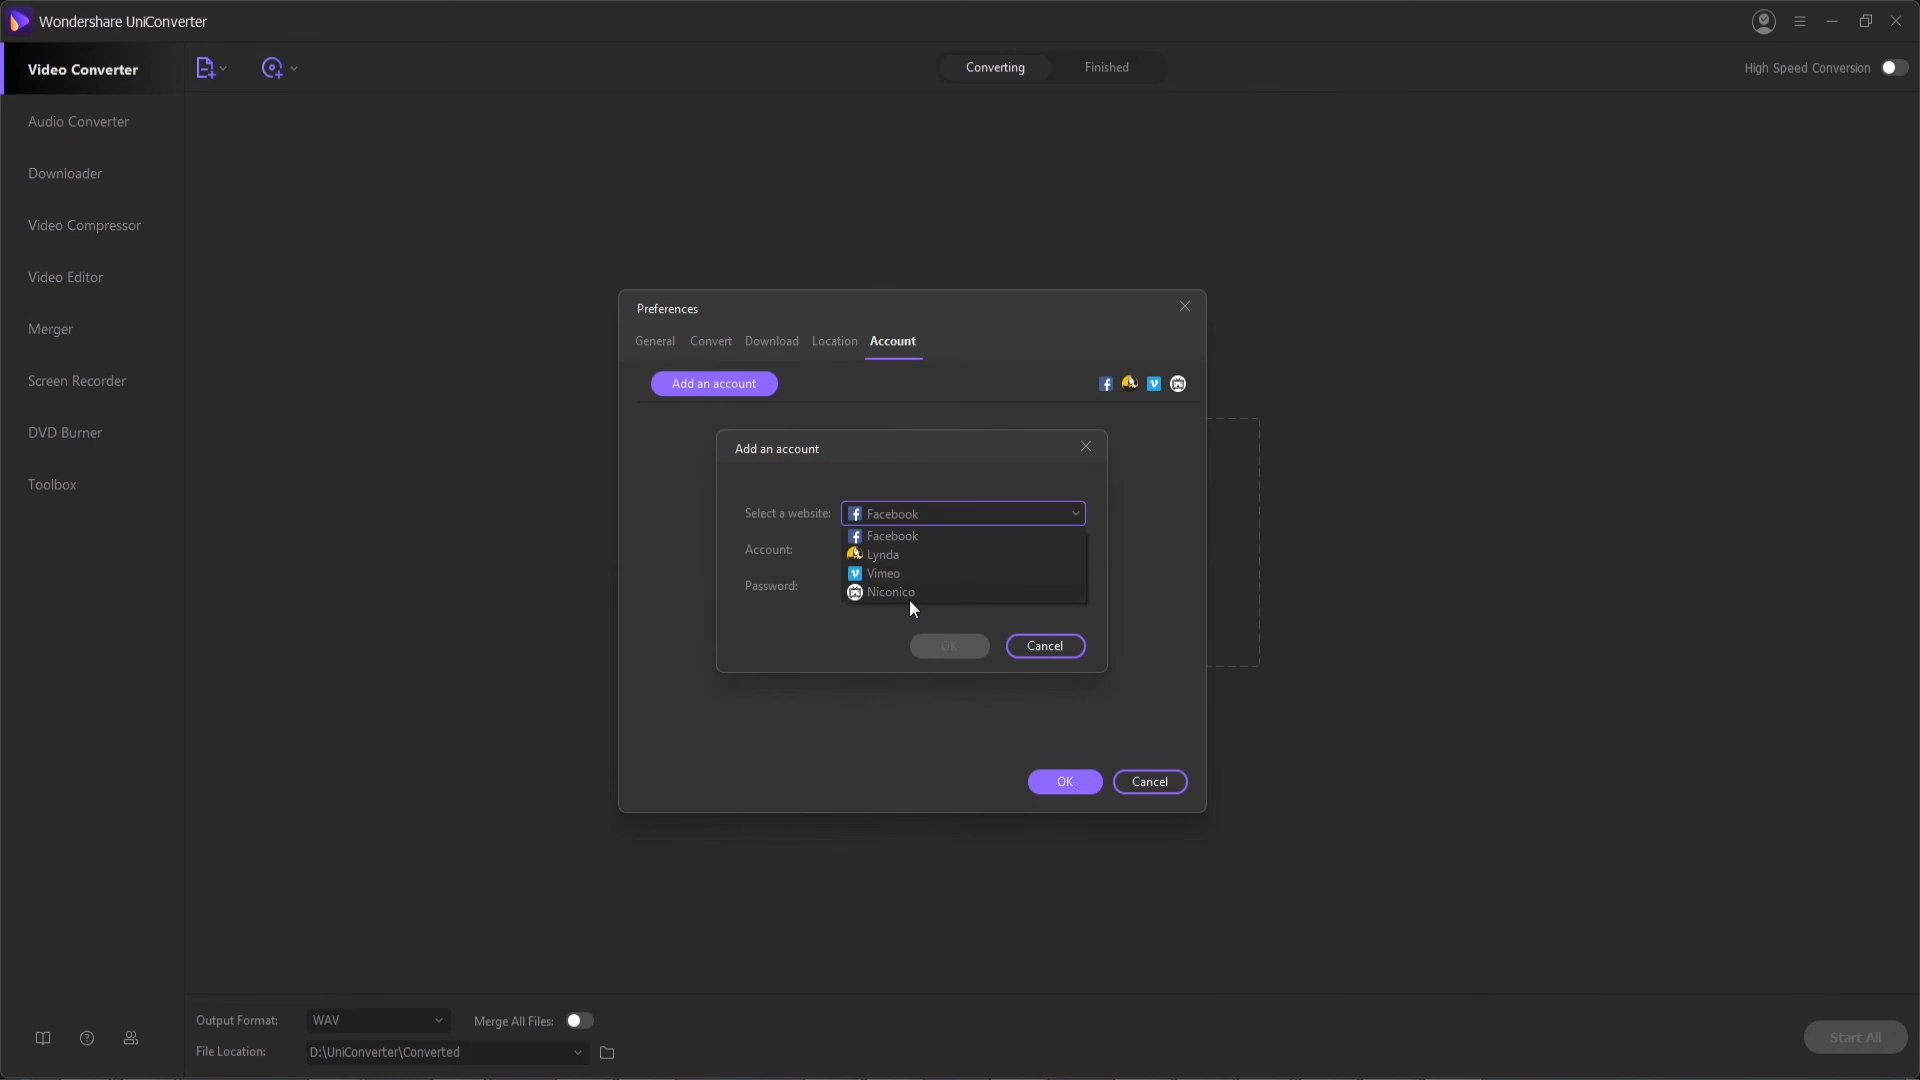 Wondershare UniConverter
Video Converter
Converting
Finished
High Speed Conversion
Audio Converter
Downloader
Video Compressor
Video Editor
Merger
Screen Recorder
DVD Burner
Toolbox
Preferences
General
Convert
Download
Location
Account
Add an account
Add an account
Select a website:
Facebook
Facebook
Account:
Lynda
Vimeo
Password:
Niconico
OK
Cancel
OK
Cancel
Output Format:
WAV
Merge All Files:
File Location:
D:\UniConverter\Converted
Start All